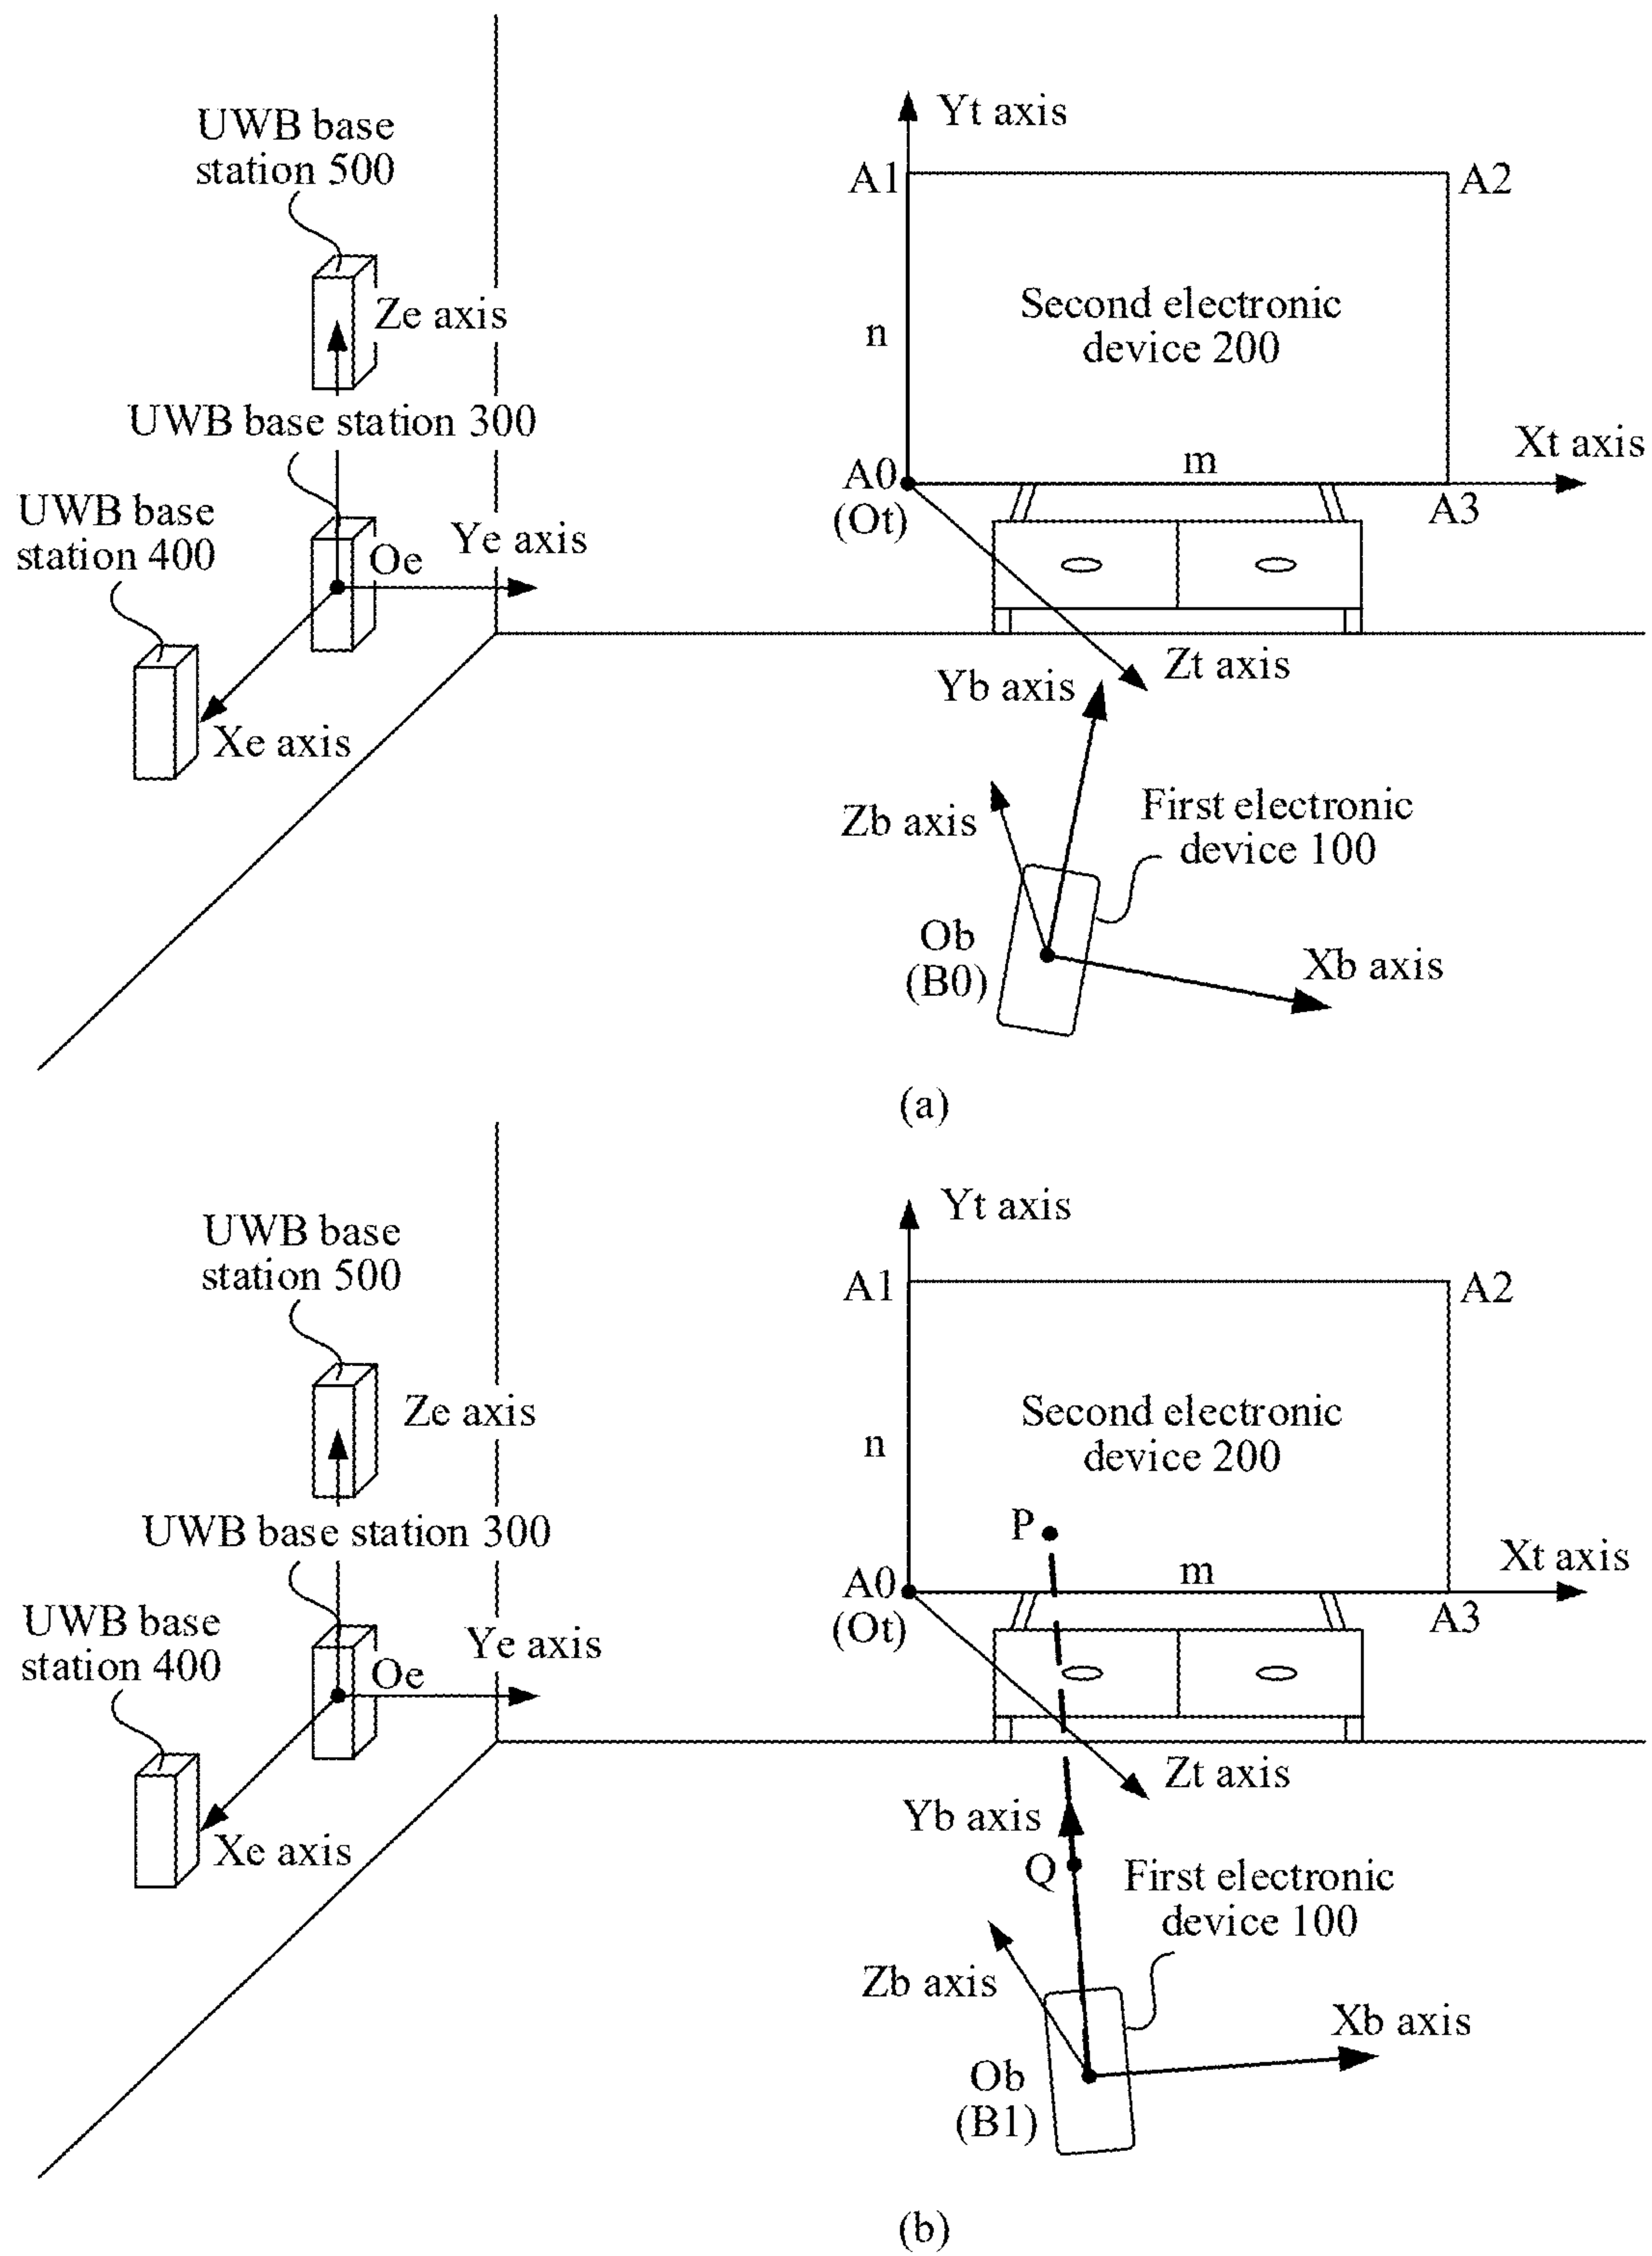 UWB base
station 500
Ze axis
UWB base station 300
UWB base
station 400
Oe
Ye axis
Xe axis
Yt axis
A1
A2
Second electronic
device 200
n
m
A0
(Ot)
Xt axis
A3
Zt axis
Yb axis
Zb axis
First electronic
device 100
Ob
(B0)
Xb axis
(a)
UWB base
station 500
Ze axis
UWB base station 300
UWB base
station 400
Oe
Ye axis
Xe axis
Yt axis
A1
A2
Second electronic
device 200
n
P
m
A0
(Ot)
Xt axis
A3
Zt axis
Yb axis
Q
First electronic
device 100
Zb axis
Xb axis
Ob
(B1)
(b)